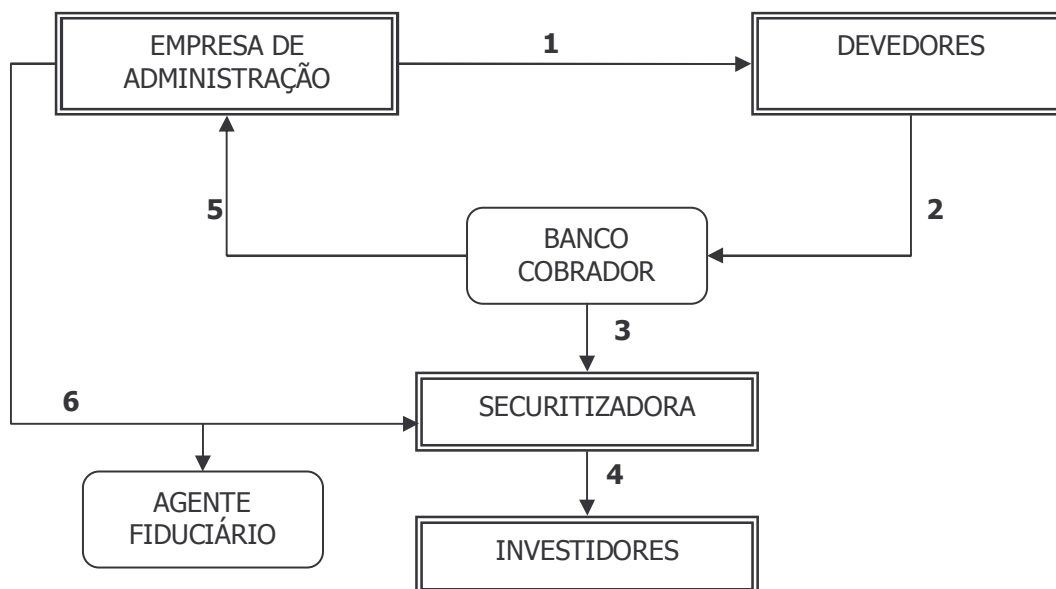 EMPRESA DE
ADMINISTRAÇÃO
1
DEVEDORES
5
2
BANCO
COBRADOR
3
6
SECURITIZADORA
4
AGENTE
FIDUCIÁRIO
INVESTIDORES